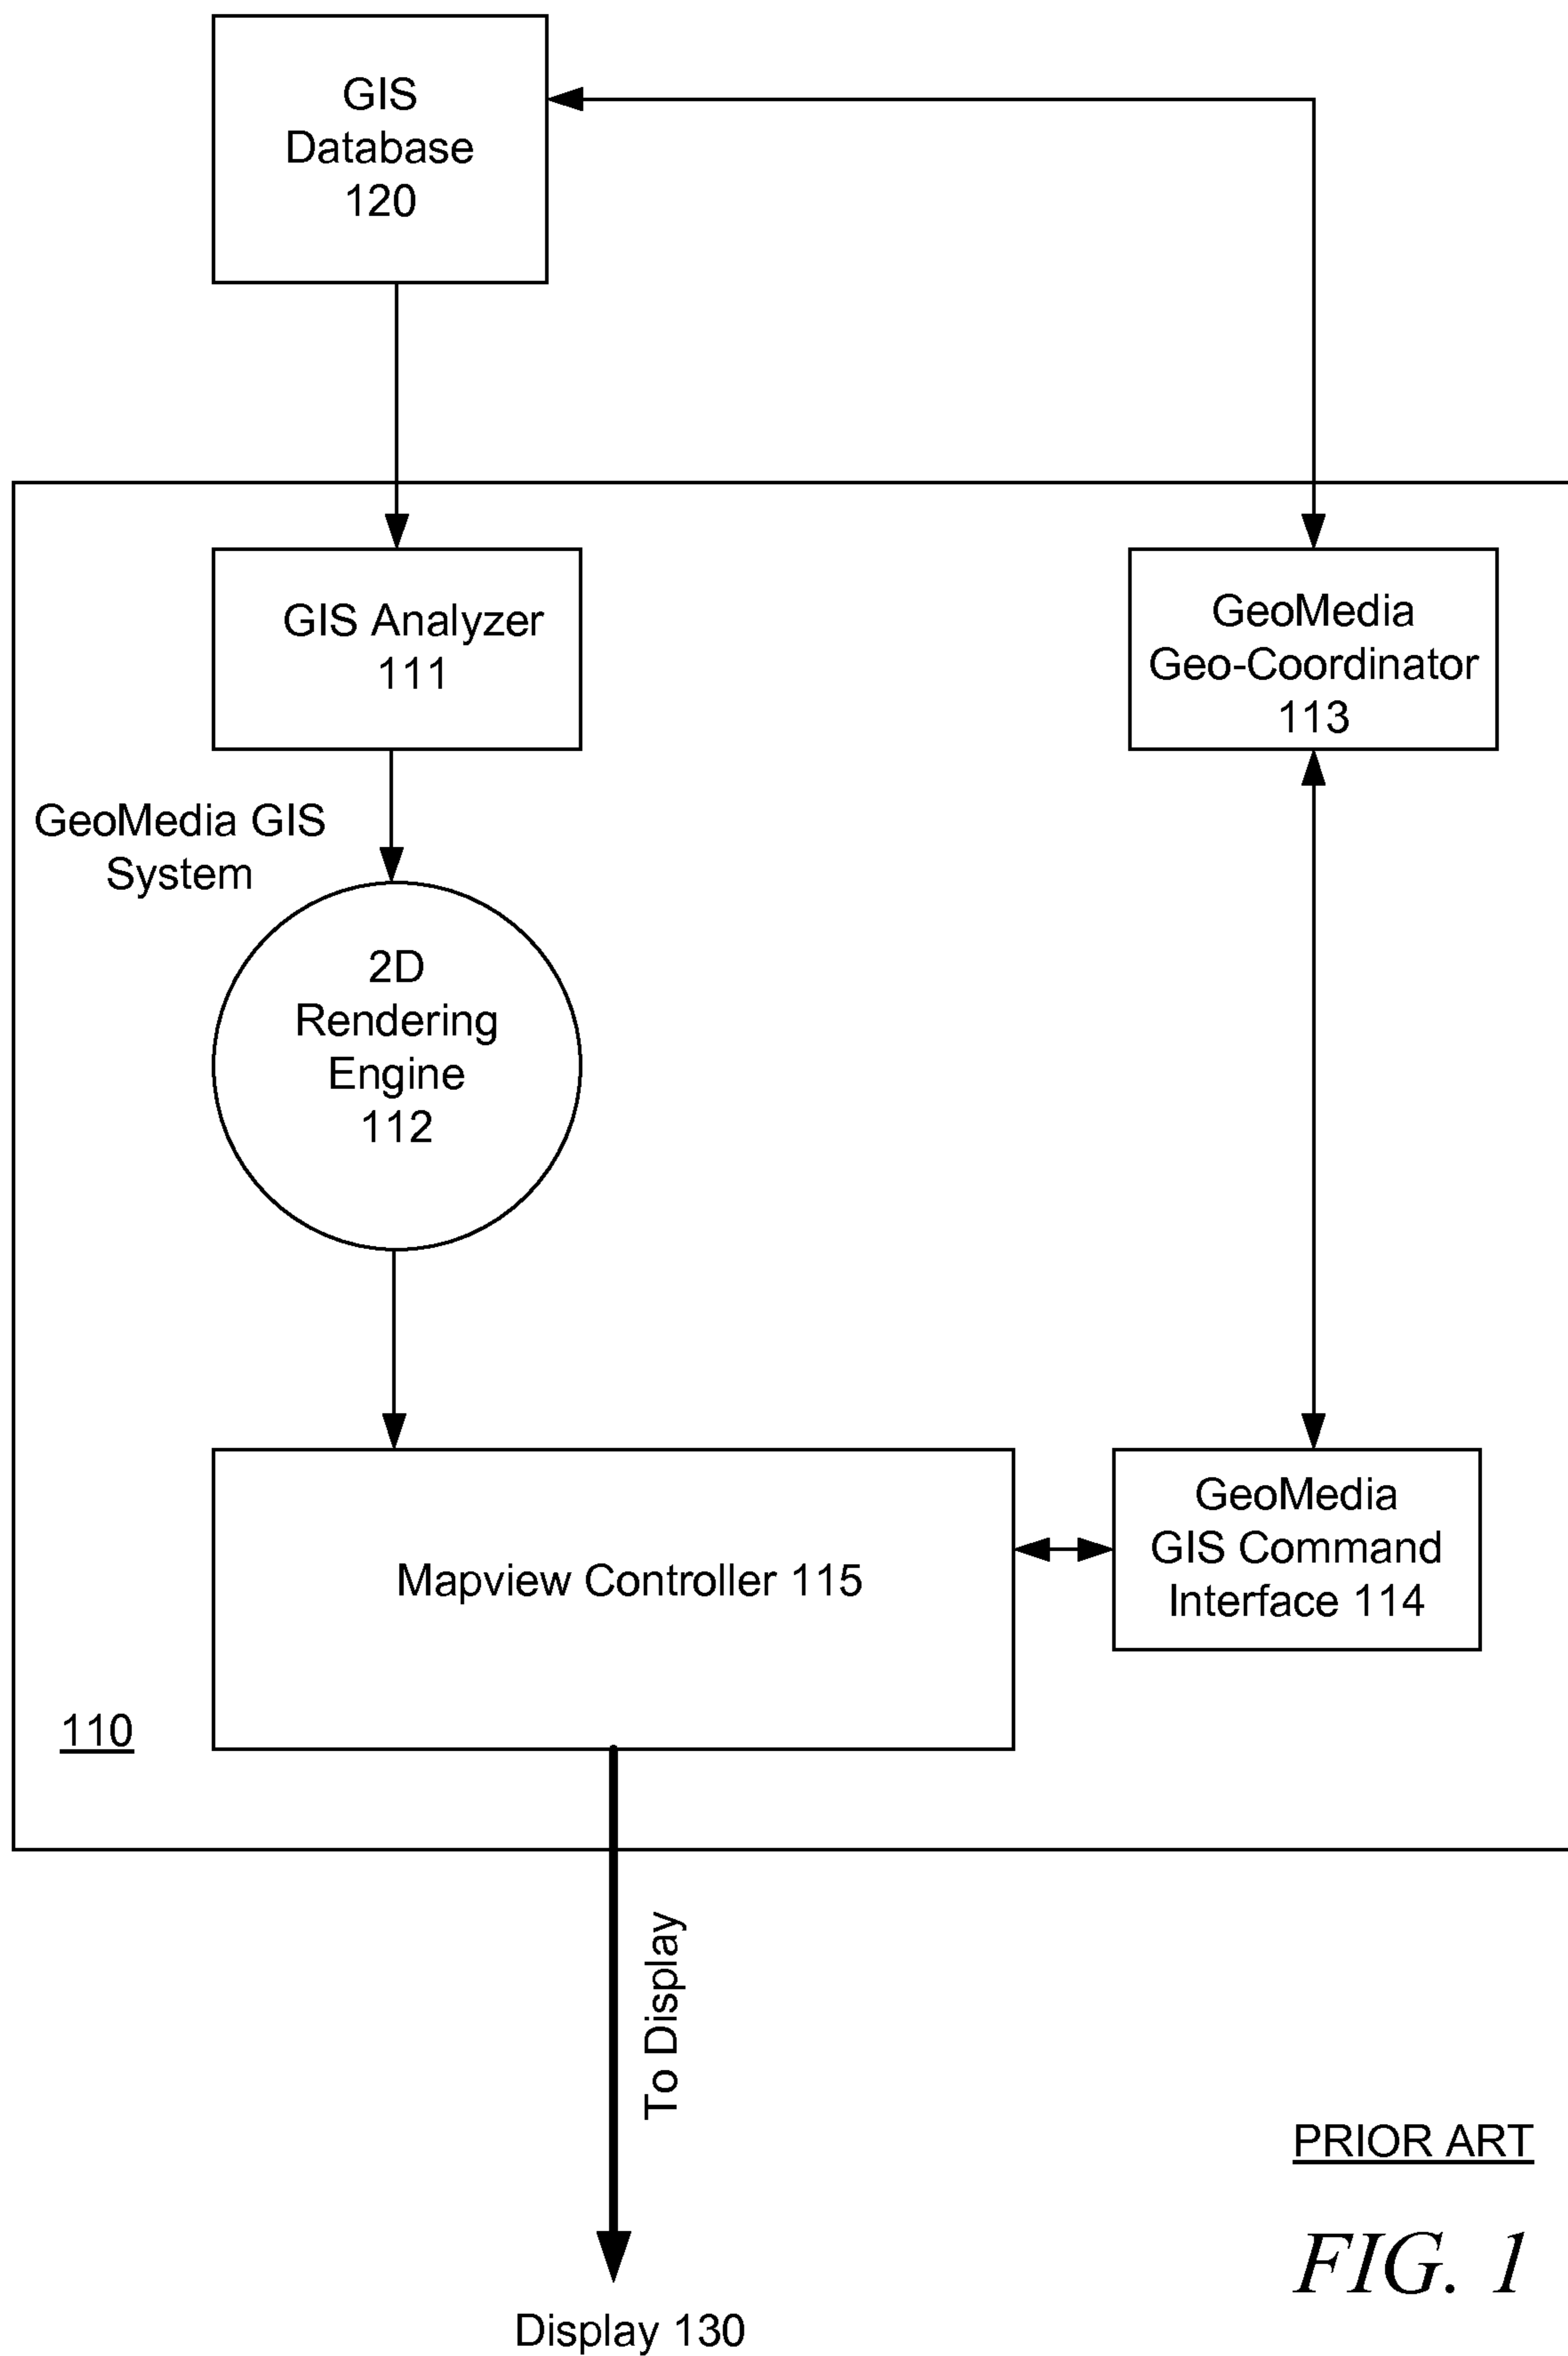 GIS
Database
120
GIS Analyzer
111
GeoMedia
Geo-Coordinator
113
GeoMedia GIS
System
2D
Rendering
Engine
112
Mapview Controller 115
GeoMedia
GIS Command
Interface 114
110
To Display
PRIOR ART
FIG. 1
Display 130